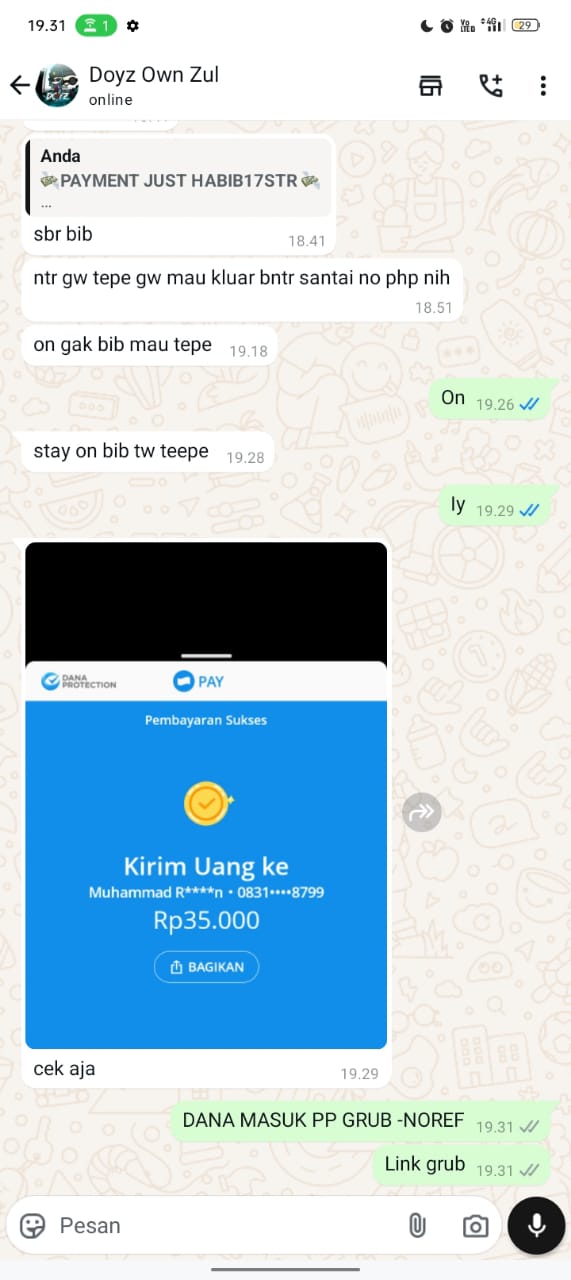 19.31
1
Vo
LTED
4G
29
Doyz Own Zul
online
Anda
💸PAYMENT JUST HABIB17STR💸
...
sbr bib
18.41
ntr gw tepe gw mau kluar bntr santai no php nih
18.51
on gak bib mau tepe
19.18
On
19.26
stay on bib tw teepe
19.28
Iy
19.29
DANA
PROTECTION
PAY
Pembayaran Sukses
Kirim Uang ke
Muhammad R****n • 0831••••8799
Rp35.000
BAGIKAN
cek aja
19.29
DANA MASUK PP GRUB -NOREF
19.31
Link grub
19.31
Pesan